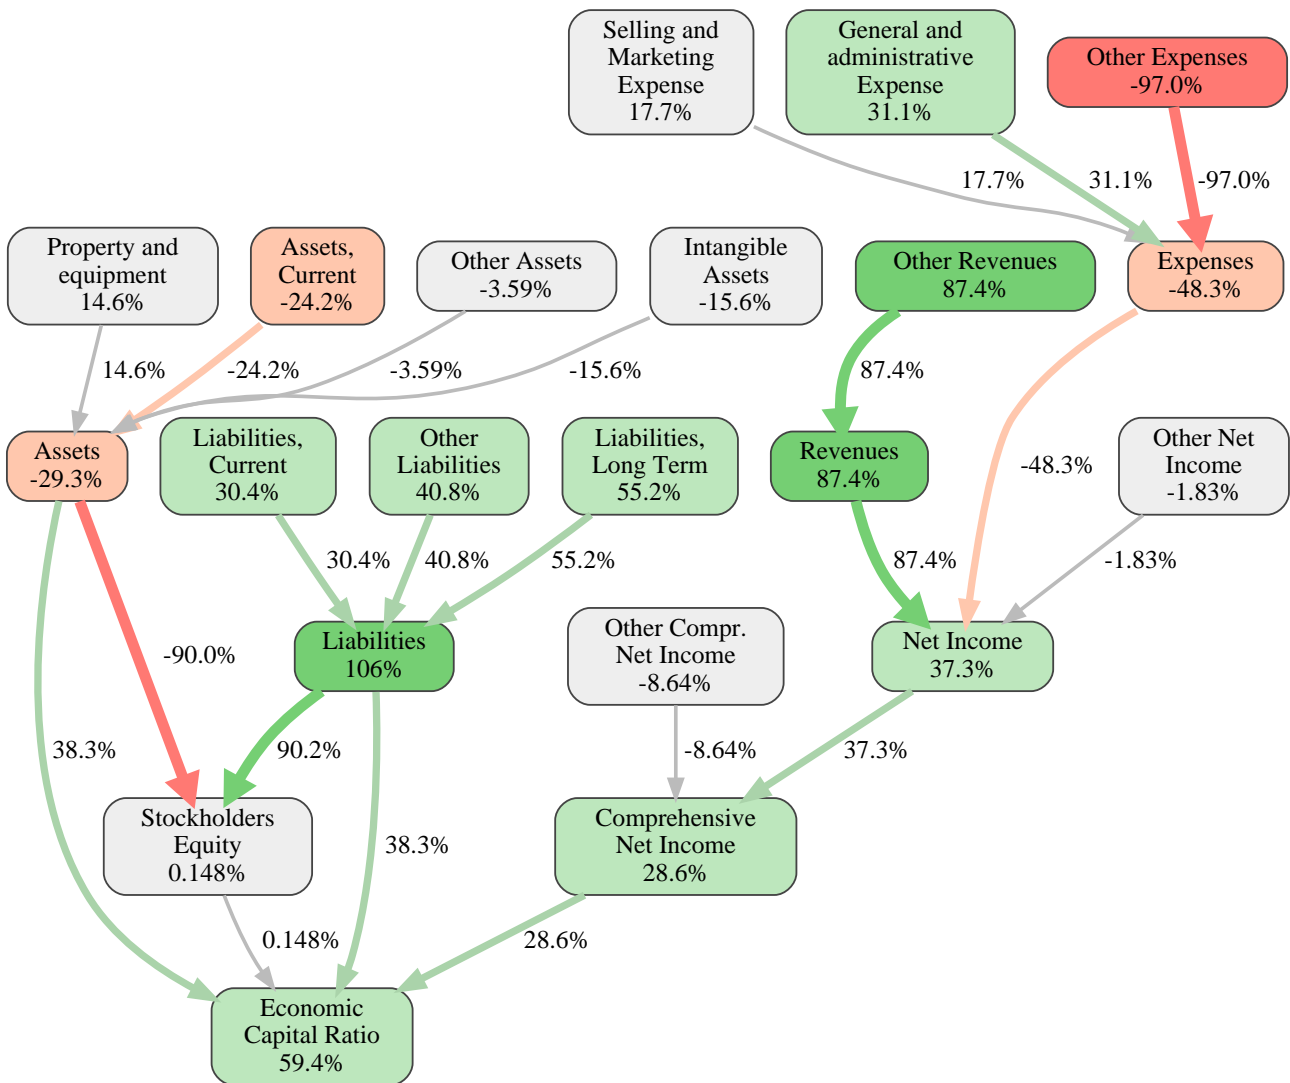 Selling and
Marketing
Expense
17.7%
General and
administrative
Expense
31.1%
Other Expenses
-97.0%
17.7%
31.1%
-97.0%
Property and
equipment
14.6%
Assets,
Current
-24.2%
Other Assets
-3.59%
Intangible
Assets
-15.6%
Other Revenues
87.4%
Expenses
-48.3%
14.6%
-24.2%
-3.59%
-15.6%
87.4%
Assets
-29.3%
Liabilities,
Current
30.4%
Other
Liabilities
40.8%
Liabilities,
Long Term
55.2%
Revenues
87.4%
-48.3%
Other Net
Income
-1.83%
30.4%
40.8%
55.2%
87.4%
-1.83%
-90.0%
Liabilities
106%
Other Compr.
Net Income
-8.64%
Net Income
37.3%
38.3%
90.2%
-8.64%
37.3%
Stockholders
Equity
0.148%
38.3%
Comprehensive
Net Income
28.6%
0.148%
28.6%
Economic
Capital Ratio
59.4%